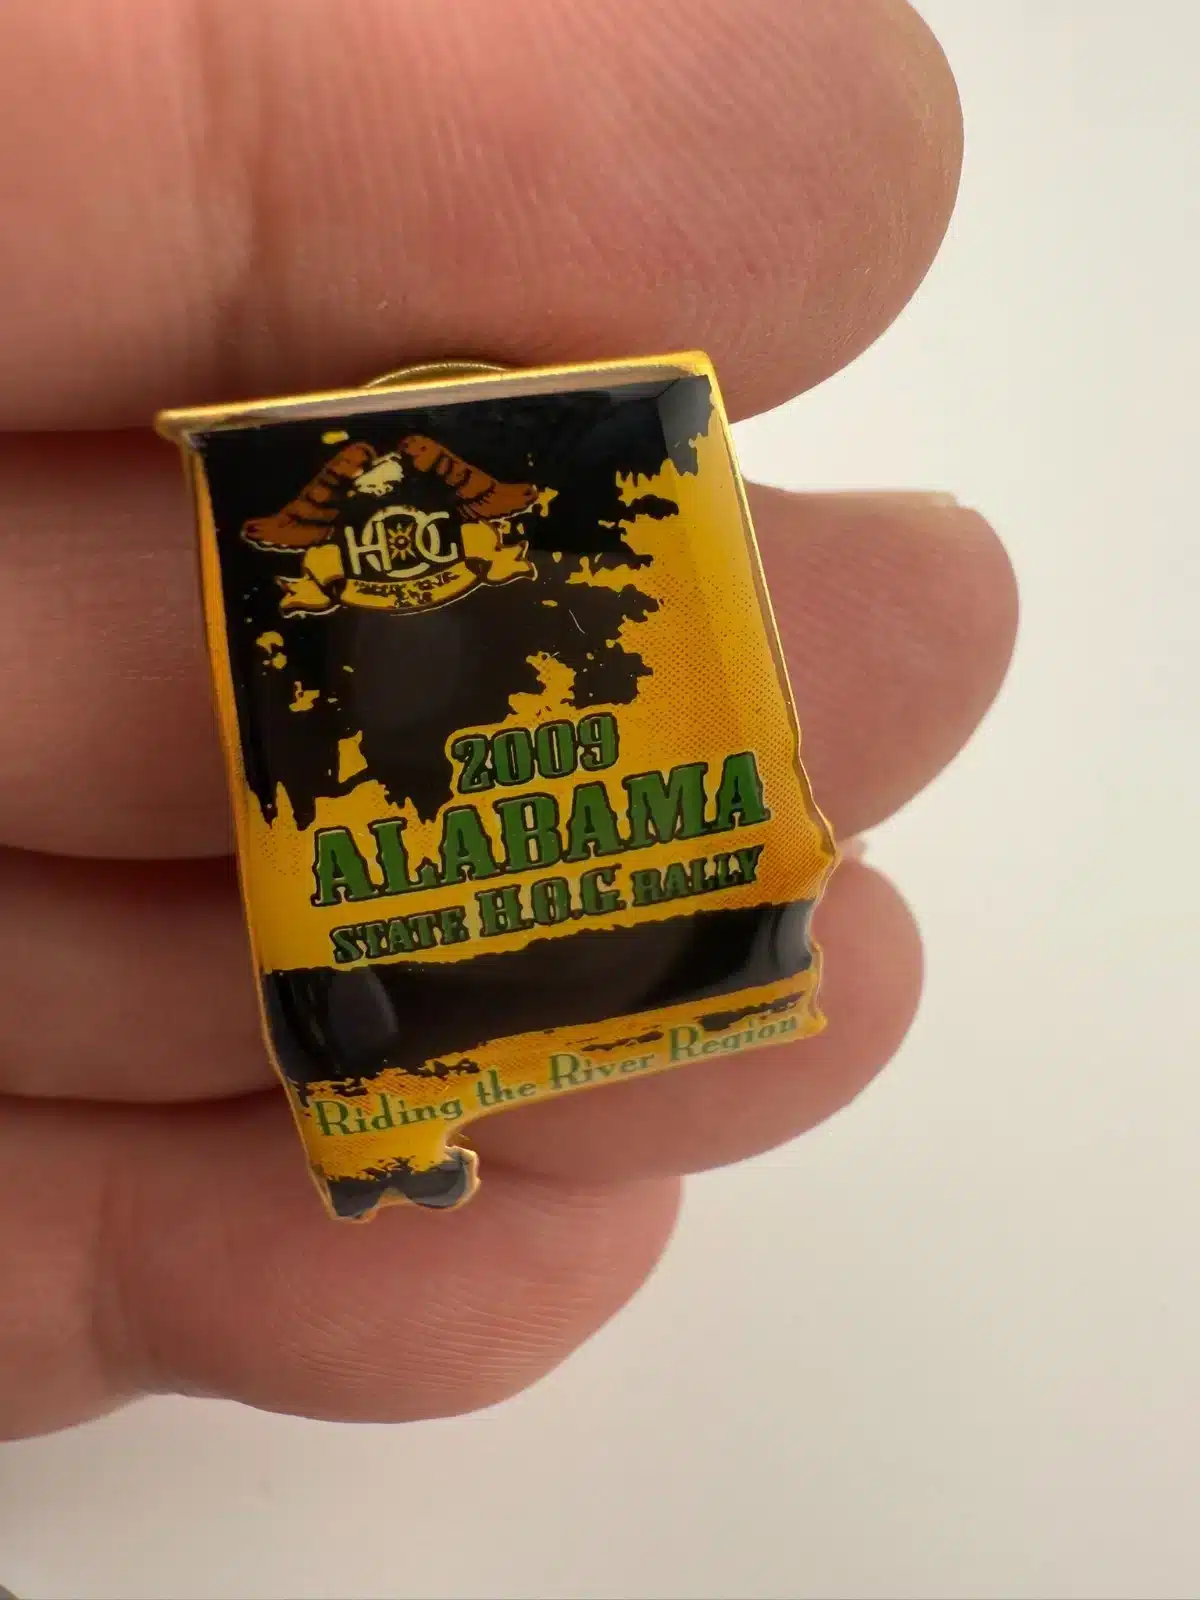 HOG
2009
ALABAMA
STATE H.O.G. RALLY
Riding the River Region